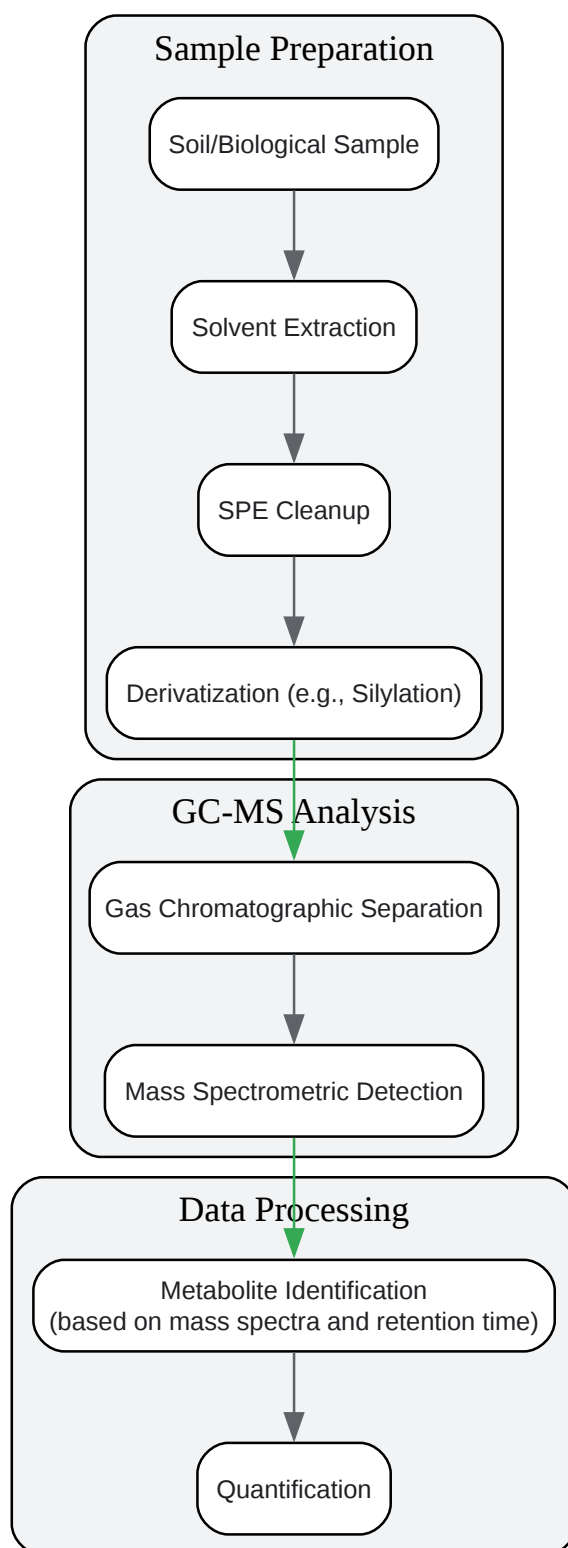 Sample Preparation
Soil/Biological Sample
Solvent Extraction
SPE Cleanup
Derivatization (e.g., Silylation)
GC-MS Analysis
Gas Chromatographic Separation
Mass Spectrometric Detection
Data Processing
Metabolite Identification
(based on mass spectra and retention time)
Quantification